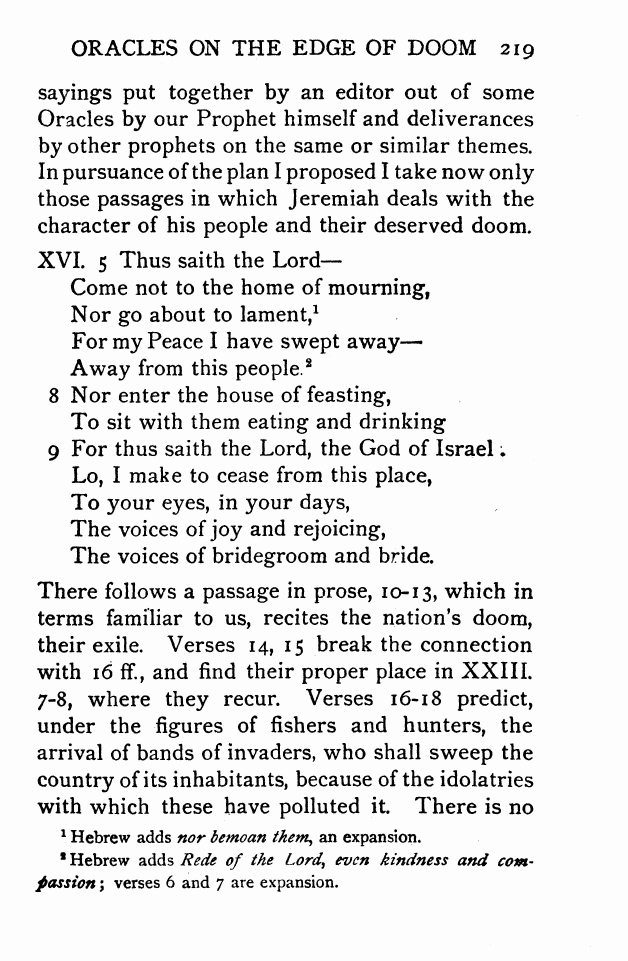 ORACLES ON THE EDGE OF DOOM 219
sayings put together by an editor out of some
Oracles by our Prophet himself and deliverances
by other prophets on the same or similar themes.
In pursuance of the plan I proposed I take now only
those passages in which Jeremiah deals with the
character of his people and their deserved doom.
XVI. 5 Thus saith the Lord—
Come not to the home of mourning,
Nor go about to lament,¹
For my Peace I have swept away—
Away from this people.²
8 Nor enter the house of feasting,
To sit with them eating and drinking
9 For thus saith the Lord, the God of Israel:
Lo, I make to cease from this place,
To your eyes, in your days,
The voices of joy and rejoicing,
The voices of bridegroom and bride.
There follows a passage in prose, 10-13, which in
terms familiar to us, recites the nation's doom,
their exile. Verses 14, 15 break the connection
with 16 ff., and find their proper place in XXIII.
7-8, where they recur. Verses 16-18 predict,
under the figures of fishers and hunters, the
arrival of bands of invaders, who shall sweep the
country of its inhabitants, because of the idolatries
with which these have polluted it. There is no
¹ Hebrew adds nor bemoan them, an expansion.
² Hebrew adds Rede of the Lord, even kindness and com-
passion; verses 6 and 7 are expansion.